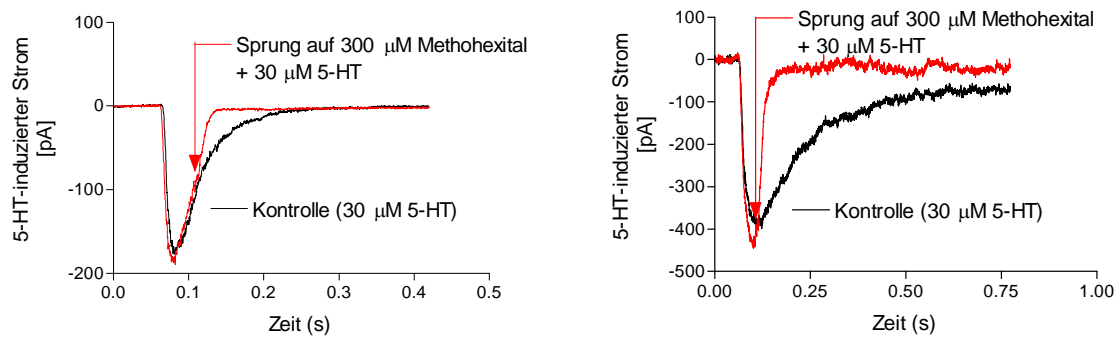 100
0
-100
-200
0.0
0.1
0.2
0.3
0.4
0.5
Zeit (s)
5-HT-induzierter Strom
[pA]
Sprung auf 300 μM Methohexital
+ 30 μM 5-HT
Kontrolle (30 μM 5-HT)
100
0
-100
-200
-300
-400
-500
0.00
0.25
0.50
0.75
1.00
Zeit (s)
5-HT-induzierter Strom
[pA]
Sprung auf 300 μM Methohexital
+ 30 μM 5-HT
Kontrolle (30 μM 5-HT)